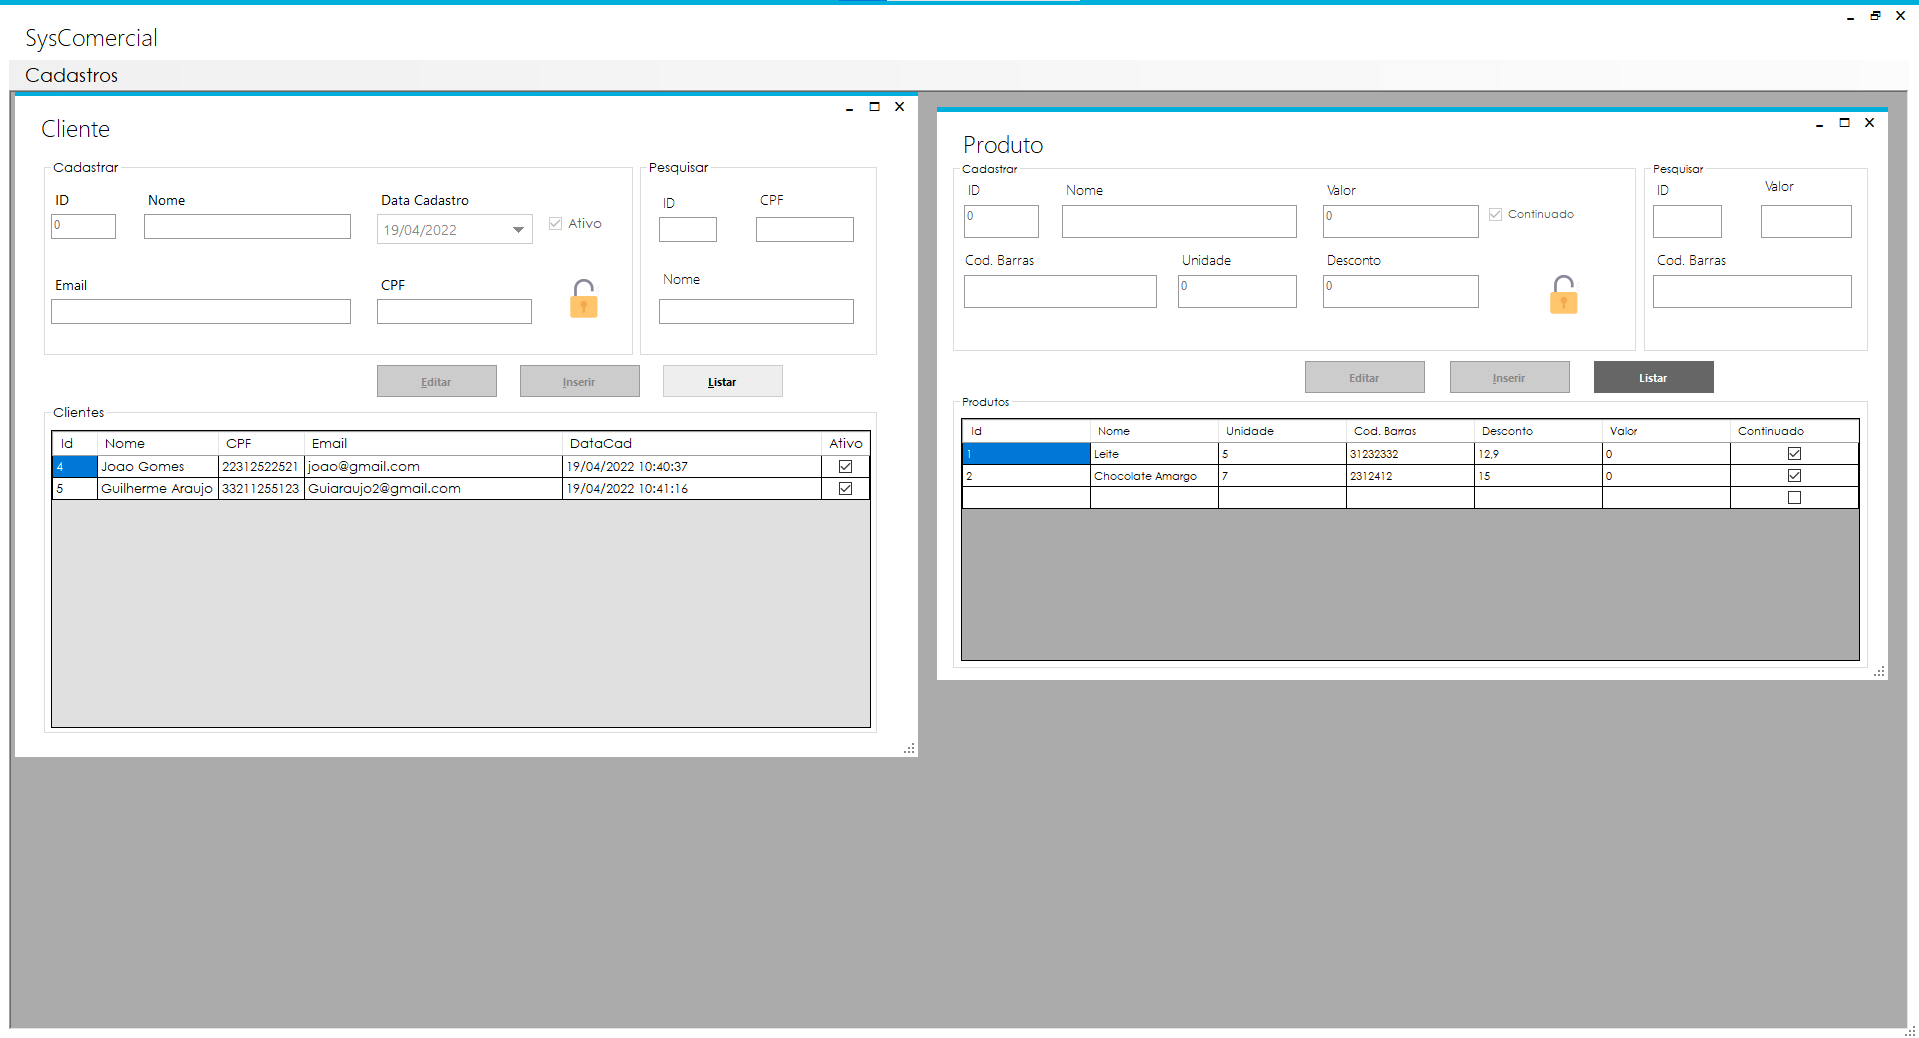 SysComercial
Cadastros
Cliente
Cadastrar
ID Nome Data Cadastro
0 19/04/2022 Ativo
Email CPF
Pesquisar
ID CPF
Nome
Editar Inserir Listar
Clientes
Id Nome CPF Email DataCad Ativo
4 Joao Gomes 22312522521 joao@gmail.com 19/04/2022 10:40:37
5 Guilherme Araujo 33211255123 Guiaraujo2@gmail.com 19/04/2022 10:41:16
Produto
Cadastrar
ID Nome Valor
0 0 Continuado
Cod. Barras Unidade Desconto
0 0
Pesquisar
ID Valor
Cod. Barras
Editar Inserir Listar
Produtos
Id Nome Unidade Cod. Barras Desconto Valor Continuado
1 Leite 5 31232332 12,9 0
2 Chocolate Amargo 7 2312412 15 0